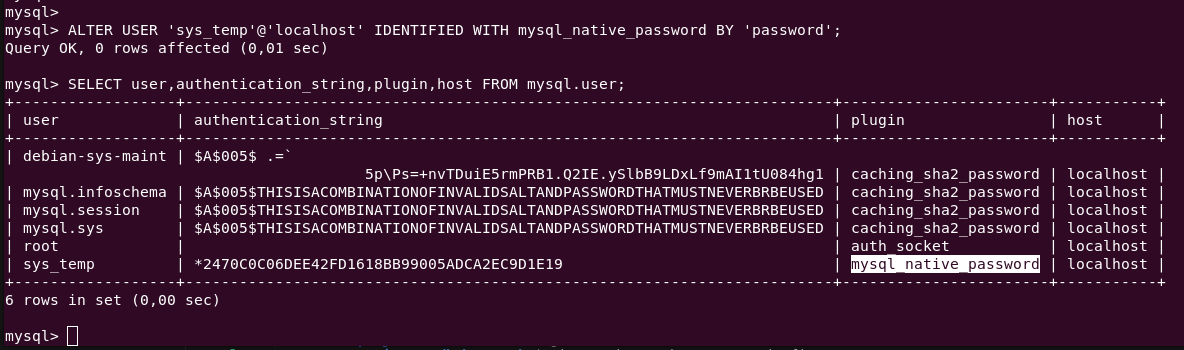 mysql>
mysql> ALTER USER 'sys_temp'@'localhost' IDENTIFIED WITH mysql_native_password BY 'password';
Query OK, 0 rows affected (0,01 sec)
mysql> SELECT user,authentication_string,plugin,host FROM mysql.user;
+------------------+------------------------------------------------------------------------+-----------------------+-----------+
| user             | authentication_string                                                  | plugin                | host      |
+------------------+------------------------------------------------------------------------+-----------------------+-----------+
| debian-sys-maint | $A$005$ .=`
5p\Ps=+nvTDuiE5rmPRB1.Q2IE.ySlbB9LDxLf9mAI1tU084hg1 | caching_sha2_password | localhost |
| mysql.infoschema | $A$005$THISISACOMBINATIONOFINVALIDSALTANDPASSWORDTHATMUSTNEVERBRBEUSED | caching_sha2_password | localhost |
| mysql.session    | $A$005$THISISACOMBINATIONOFINVALIDSALTANDPASSWORDTHATMUSTNEVERBRBEUSED | caching_sha2_password | localhost |
| mysql.sys        | $A$005$THISISACOMBINATIONOFINVALIDSALTANDPASSWORDTHATMUSTNEVERBRBEUSED | caching_sha2_password | localhost |
| root             |                                                                        | auth_socket           | localhost |
| sys_temp         | *2470C0C06DEE42FD1618BB99005ADCA2EC9D1E19                              | mysql_native_password | localhost |
+------------------+------------------------------------------------------------------------+-----------------------+-----------+
6 rows in set (0,00 sec)
mysql>